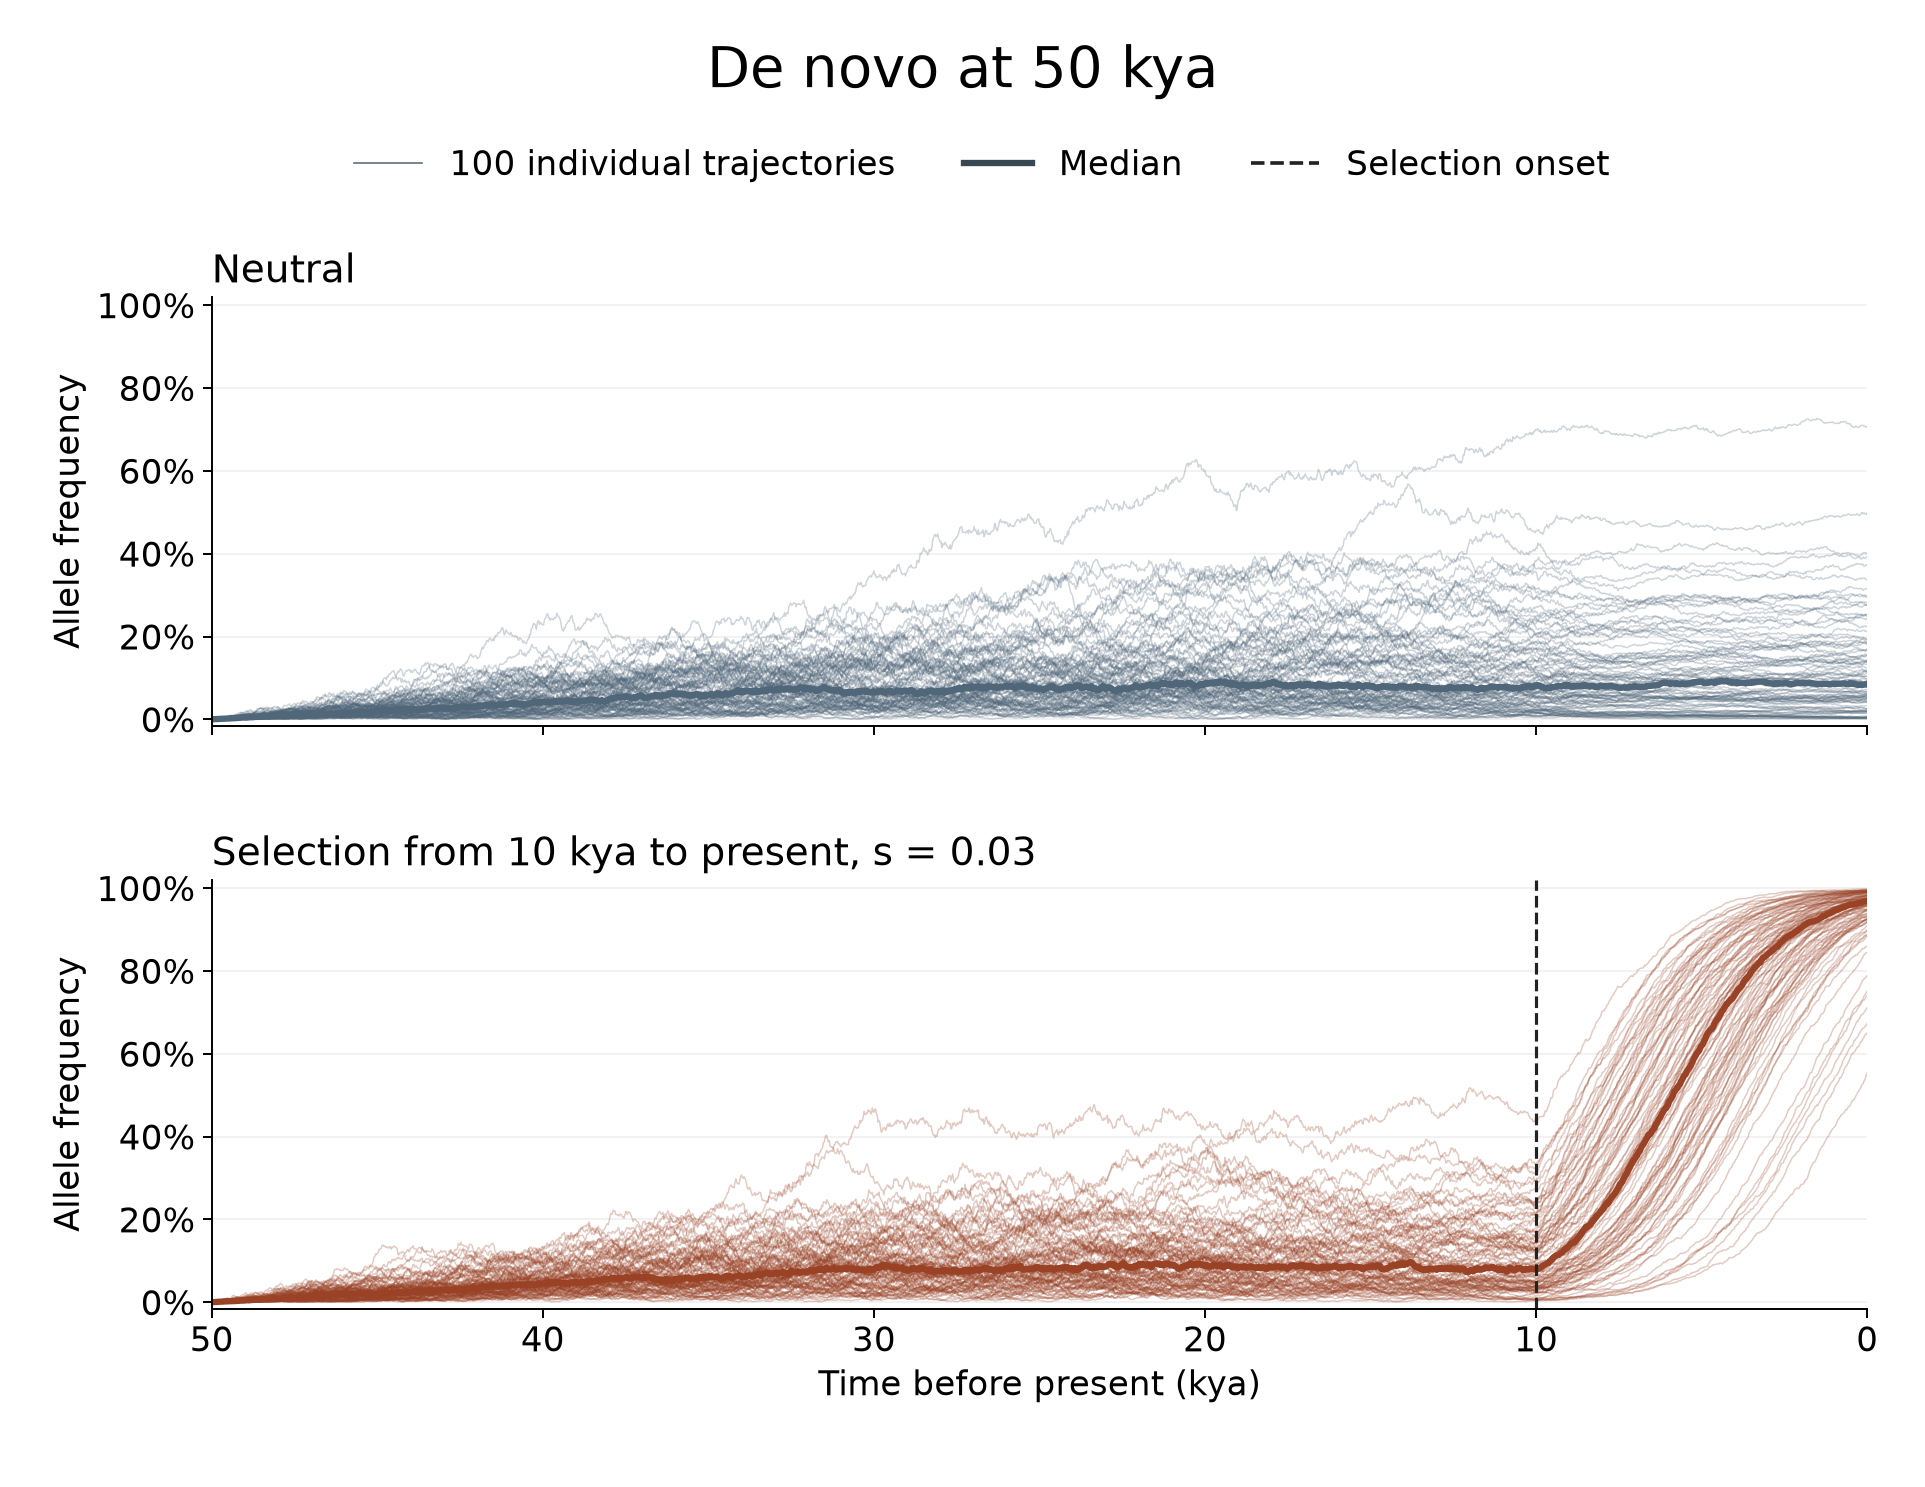 De novo at 50 kya
100 individual trajectories Median Selection onset
Neutral
100%
80%
60%
40%
20%
0%
Allele frequency
Selection from 10 kya to present, s = 0.03
100%
80%
60%
40%
20%
0%
Allele frequency
50 40 30 20 10 0
Time before present (kya)